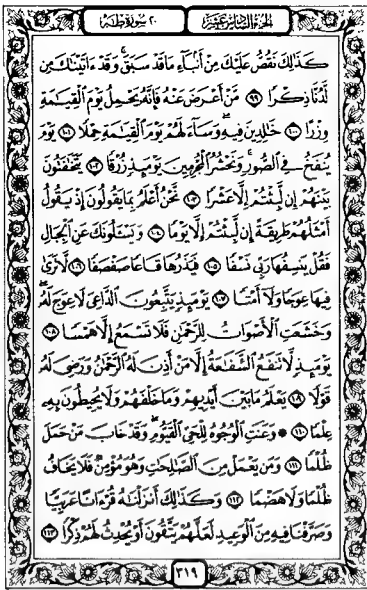 الجزء السادس عشر ٢٠ سورة طه
كَذَٰلِكَ نَقُصُّ عَلَيْكَ مِنْ أَنۢبَآءِ مَا قَدْ سَبَقَ ۚ وَقَدْ ءَاتَيْنَـٰكَ مِن
لَّدُنَّا ذِكْرًا ٩٩ مَّنْ أَعْرَضَ عَنْهُ فَإِنَّهُۥ يَحْمِلُ يَوْمَ ٱلْقِيَـٰمَةِ
وِزْرًا ١٠٠ خَـٰلِدِينَ فِيهِ ۖ وَسَآءَ لَهُمْ يَوْمَ ٱلْقِيَـٰمَةِ حِمْلًا ١٠١ يَوْمَ
يُنفَخُ فِى ٱلصُّورِ ۚ وَنَحْشُرُ ٱلْمُجْرِمِينَ يَوْمَئِذٍ زُرْقًا ١٠٢ يَتَخَـٰفَتُونَ
بَيْنَهُمْ إِن لَّبِثْتُمْ إِلَّا عَشْرًا ١٠٣ نَّحْنُ أَعْلَمُ بِمَا يَقُولُونَ إِذْ يَقُولُ
أَمْثَلُهُمْ طَرِيقَةً إِن لَّبِثْتُمْ إِلَّا يَوْمًا ١٠٤ وَيَسْـَٔلُونَكَ عَنِ ٱلْجِبَالِ
فَقُلْ يَنسِفُهَا رَبِّى نَسْفًا ١٠٥ فَيَذَرُهَا قَاعًا صَفْصَفًا ١٠٦ لَّا تَرَىٰ
فِيهَا عِوَجًا وَلَآ أَمْتًا ١٠٧ يَوْمَئِذٍ يَتَّبِعُونَ ٱلدَّاعِىَ لَا عِوَجَ لَهُۥ ۖ
وَخَشَعَتِ ٱلْأَصْوَاتُ لِلرَّحْمَـٰنِ فَلَا تَسْمَعُ إِلَّا هَمْسًا ١٠٨
يَوْمَئِذٍ لَّا تَنفَعُ ٱلشَّفَـٰعَةُ إِلَّا مَنْ أَذِنَ لَهُ ٱلرَّحْمَـٰنُ وَرَضِىَ لَهُۥ
قَوْلًا ١٠٩ يَعْلَمُ مَا بَيْنَ أَيْدِيهِمْ وَمَا خَلْفَهُمْ وَلَا يُحِيطُونَ بِهِۦ
عِلْمًا ١١٠ ۞ وَعَنَتِ ٱلْوُجُوهُ لِلْحَىِّ ٱلْقَيُّومِ ۖ وَقَدْ خَابَ مَنْ حَمَلَ
ظُلْمًا ١١١ وَمَن يَعْمَلْ مِنَ ٱلصَّـٰلِحَـٰتِ وَهُوَ مُؤْمِنٌ فَلَا يَخَافُ
ظُلْمًا وَلَا هَضْمًا ١١٢ وَكَذَٰلِكَ أَنزَلْنَـٰهُ قُرْءَانًا عَرَبِيًّا
وَصَرَّفْنَا فِيهِ مِنَ ٱلْوَعِيدِ لَعَلَّهُمْ يَتَّقُونَ أَوْ يُحْدِثُ لَهُمْ ذِكْرًا ١١٣
٣١٩